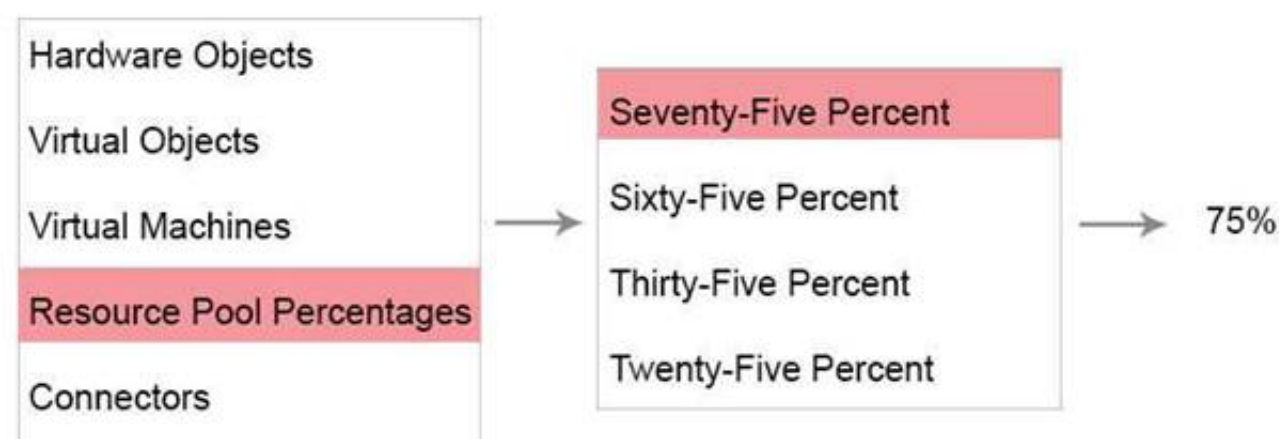 Hardware Objects
Virtual Objects
Virtual Machines
Resource Pool Percentages
Connectors
Seventy-Five Percent
Sixty-Five Percent
Thirty-Five Percent
Twenty-Five Percent
75%